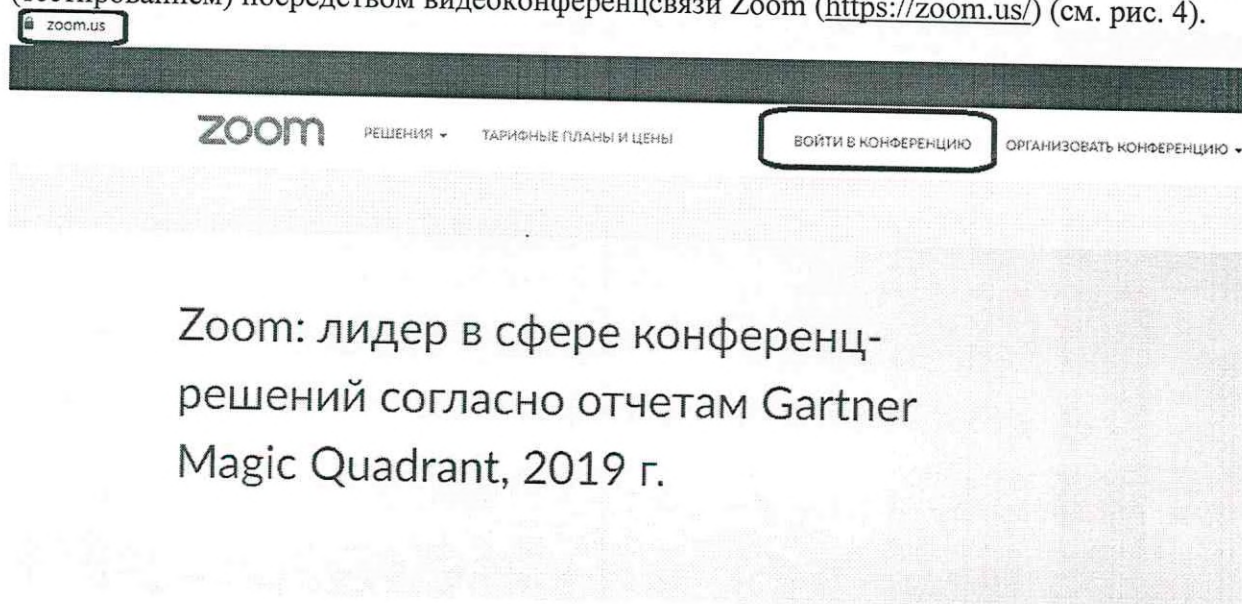 (тестированием) посредством видеоконференцсвязи Zoom (https://zoom.us/) (см. рис. 4).
zoom.us
zoom РЕШЕНИЯ ТАРИФНЫЕ ПЛАНЫ И ЦЕНЫ ВОЙТИ В КОНФЕРЕНЦИЮ ОРГАНИЗОВАТЬ КОНФЕРЕНЦИЮ
Zoom: лидер в сфере конференц-
решений согласно отчетам Gartner
Magic Quadrant, 2019 г.